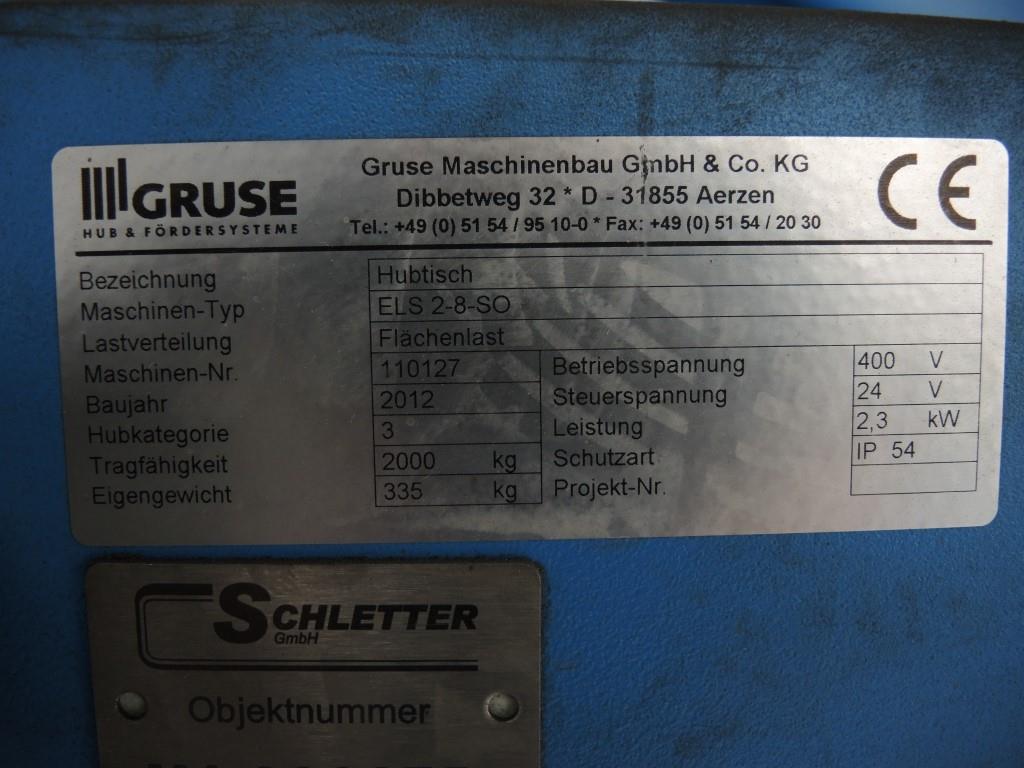 GRUSE
HUB & FÖRDERSYSTEME
Gruse Maschinenbau GmbH & Co. KG
Dibbetweg 32 * D - 31855 Aerzen
Tel.: +49 (0) 51 54 / 95 10-0 * Fax: +49 (0) 51 54 / 20 30
CE
Bezeichnung Hubtisch
Maschinen-Typ ELS 2-8-SO
Lastverteilung Flächenlast
Maschinen-Nr. 110127 Betriebsspannung 400 V
Baujahr 2012 Steuerspannung 24 V
Hubkategorie 3 Leistung 2,3 kW
Tragfähigkeit 2000 kg Schutzart IP 54
Eigengewicht 335 kg Projekt-Nr.
SCHLETTER
GmbH
Objektnummer